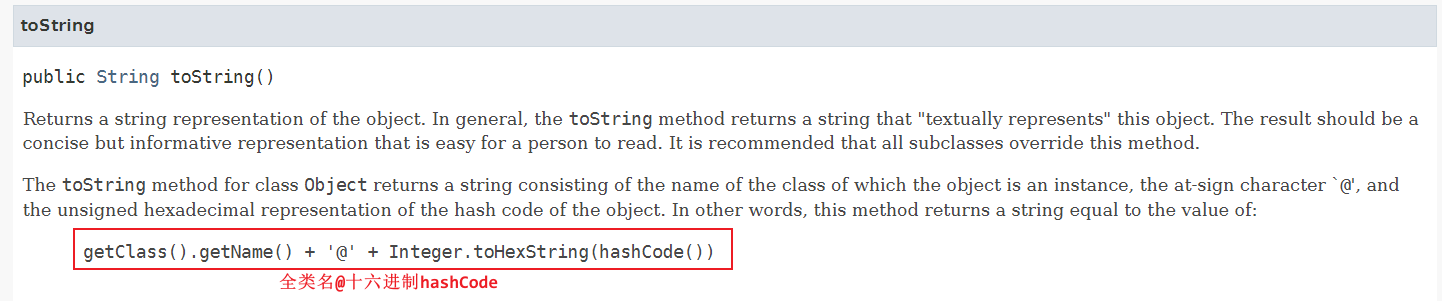 toString
public String toString()
Returns a string representation of the object. In general, the toString method returns a string that "textually represents" this object. The result should be a
concise but informative representation that is easy for a person to read. It is recommended that all subclasses override this method.
The toString method for class Object returns a string consisting of the name of the class of which the object is an instance, the at-sign character `@', and
the unsigned hexadecimal representation of the hash code of the object. In other words, this method returns a string equal to the value of:
getClass().getName() + '@' + Integer.toHexString(hashCode())
全类名@十六进制hashCode